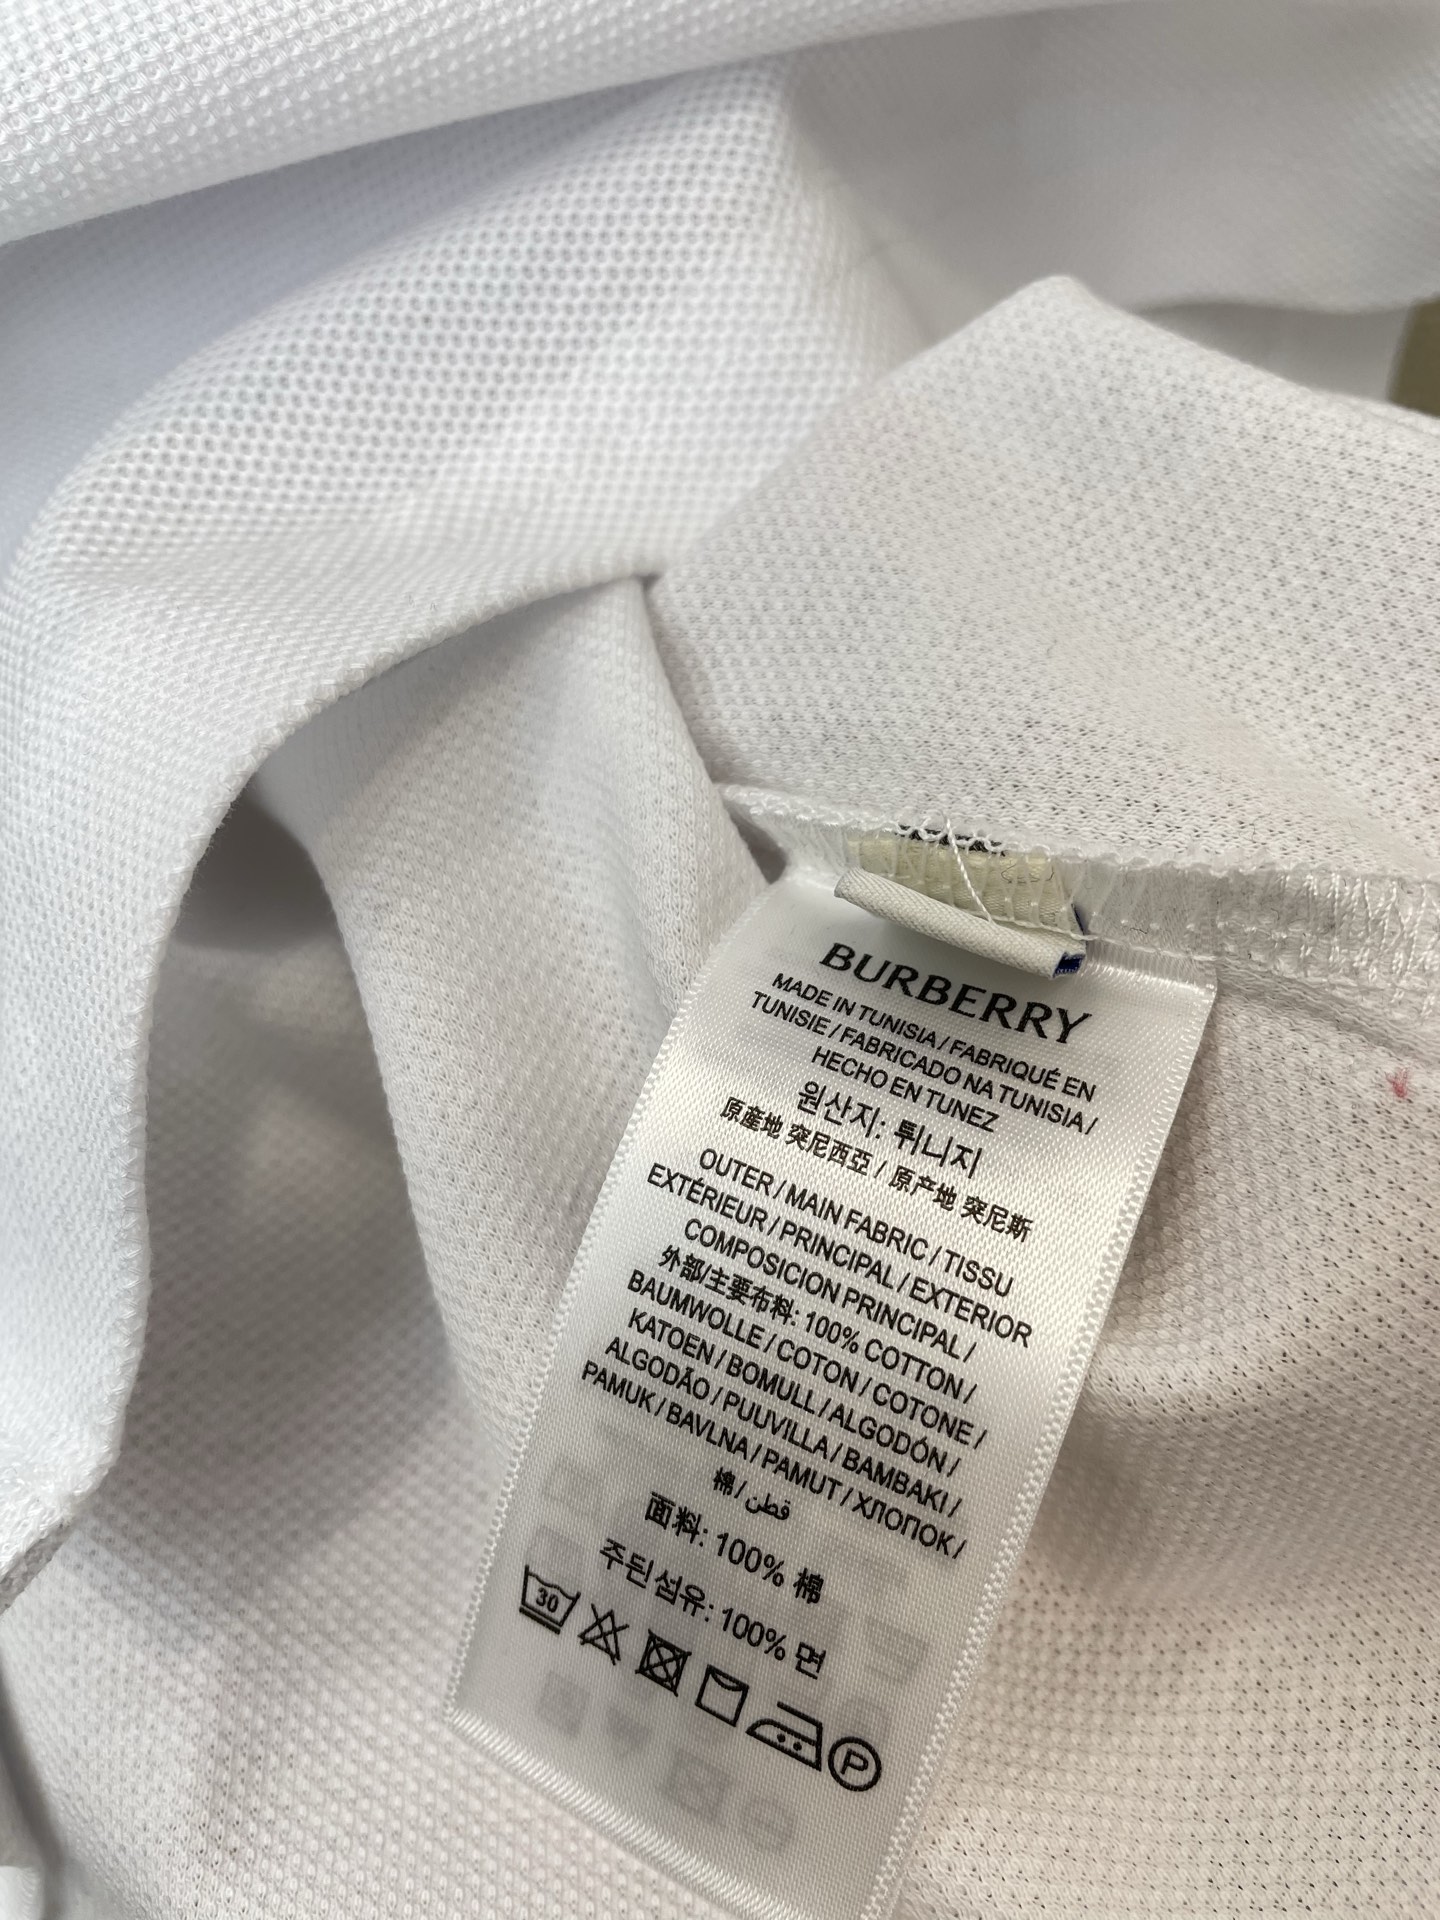 BURBERRY
MADE IN TUNISIA / FABRIQUÉ EN
TUNISIE / FABRICADO NA TUNISIA /
HECHO EN TUNEZ
원산지: 튀니지
原產地 突尼西亞 / 原产地 突尼斯
OUTER / MAIN FABRIC / TISSU
EXTÉRIEUR / PRINCIPAL / EXTERIOR
COMPOSICION PRINCIPAL /
外部/主要布料: 100% COTTON /
BAUMWOLLE / COTON / COTONE /
KATOEN / BOMULL / ALGODÓN /
ALGODÃO / PUUVILLA / BAMBAKI /
PAMUK / BAVLNA / PAMUT / ХЛОПОК /
棉 / قطن
面料: 100% 棉
주된섬유: 100% 면
30
P